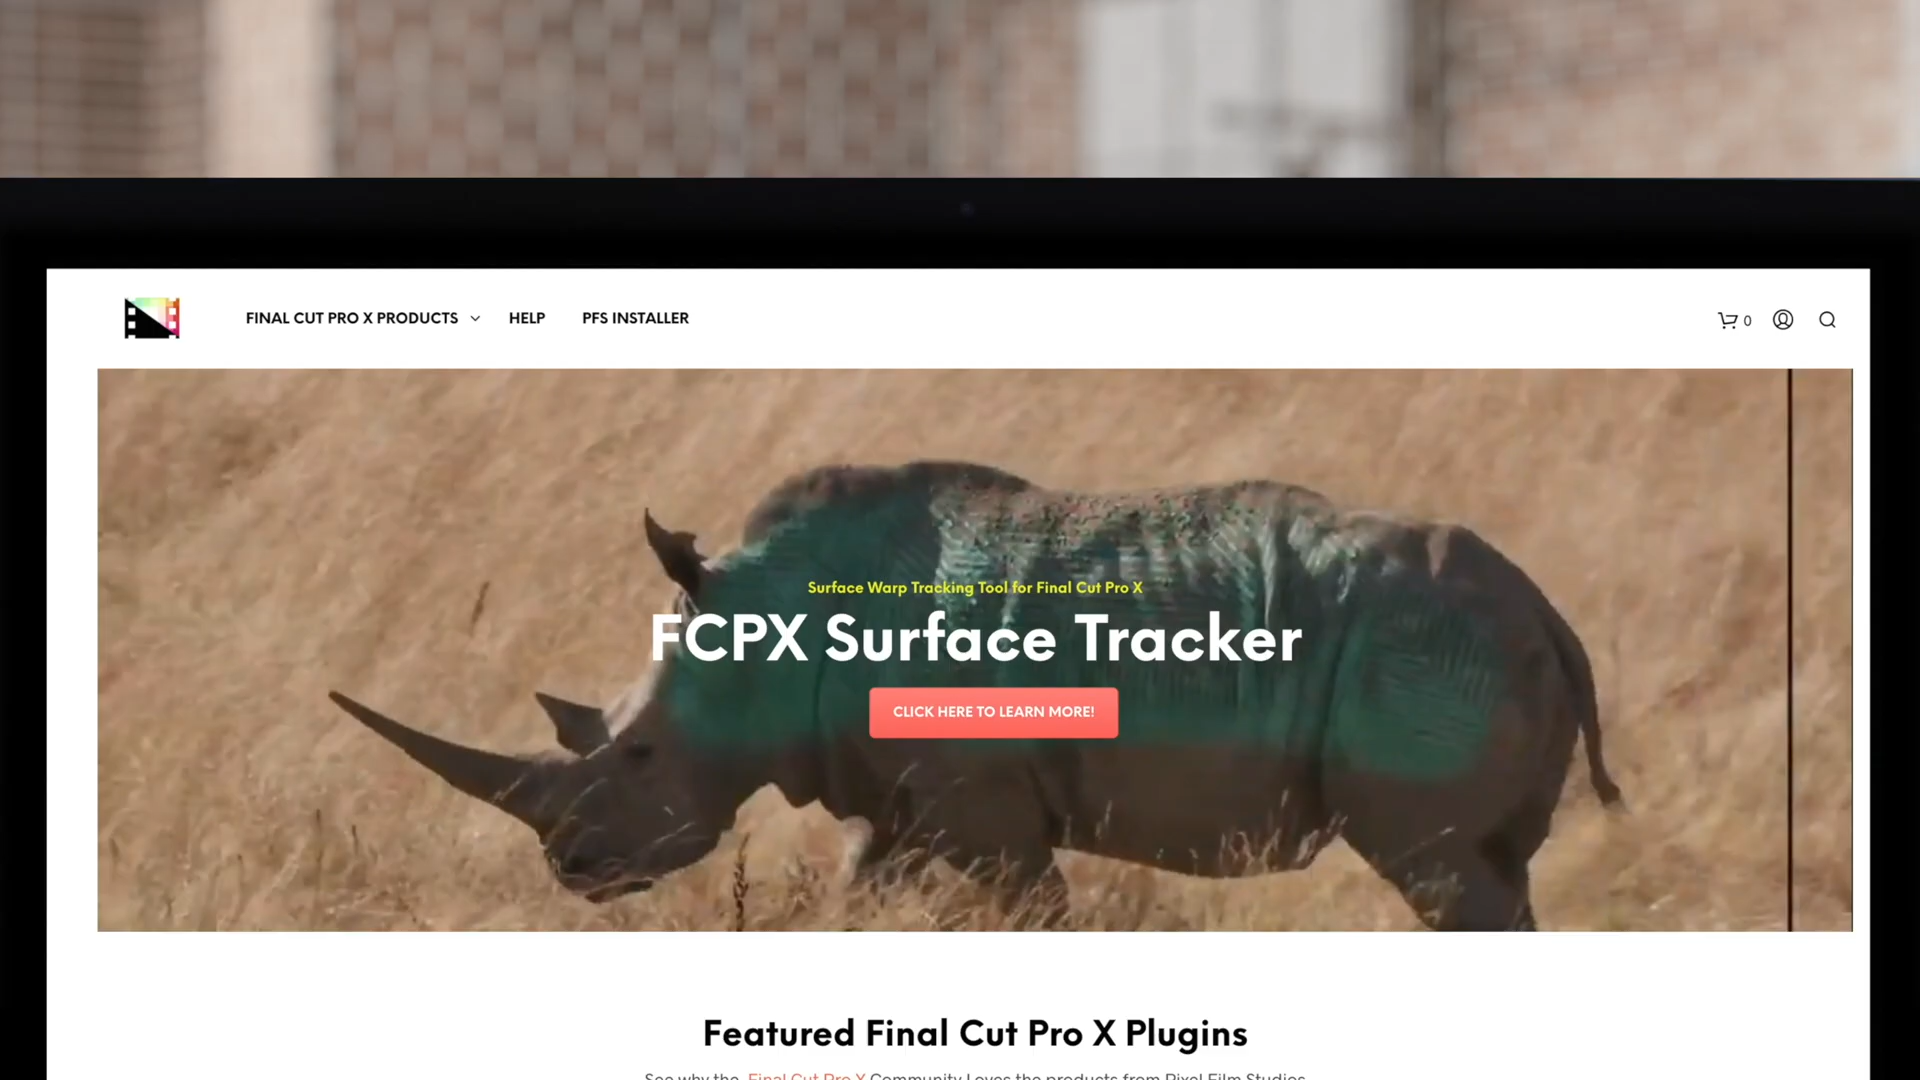 FINAL CUT PRO X PRODUCTS HELP PFS INSTALLER 0
Surface Warp Tracking Tool for Final Cut Pro X
FCPX Surface Tracker
CLICK HERE TO LEARN MORE!
Featured Final Cut Pro X Plugins
See why the Final Cut Pro X Community Loves the products from Pixel Film Studios